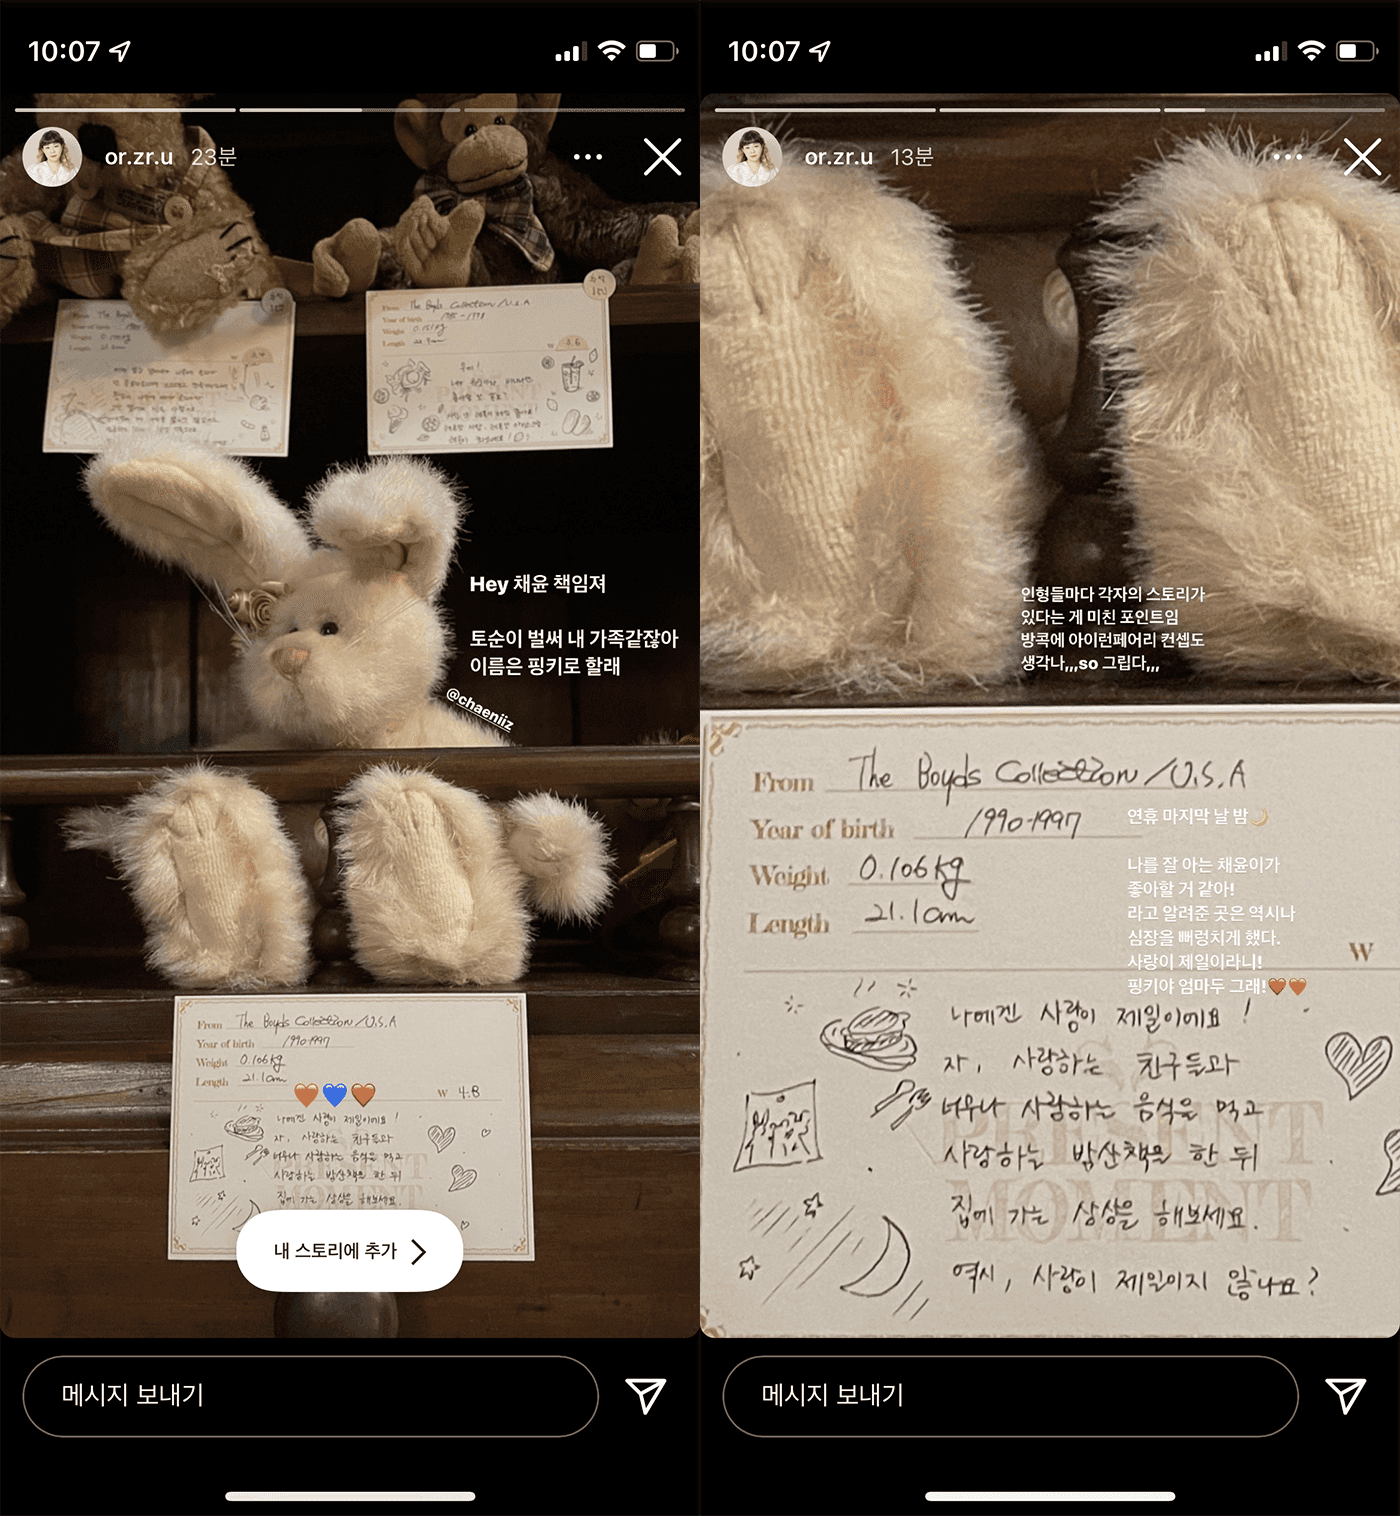 10:07
or.zr.u 23분
From The Boyds Collection/U.S.A
Year of birth 1985-1998
Weight
Length
Hey 채윤 책임져
토순이 벌써 내 가족같잖아
이름은 핑키로 할래
@chaeniiz
From The Boyds Collection/U.S.A
Year of birth 1990-1997
Weight 0.106kg
Length 21.1cm
W 4.8
나에겐 사랑이 제일이에요!
자, 사랑하는 친구들과
너우나 사랑하는 음식을 먹고
사랑하는 밤산책을 한 뒤
집에 가는 상상을 해보세요.
내 스토리에 추가
메시지 보내기
10:07
or.zr.u 13분
인형들마다 각자의 스토리가
있다는 게 미친 포인트임
방콕에 아이런페어리 컨셉도
생각나,,,so 그립다,,,
From The Boyds Collection/U.S.A
Year of birth 1990-1997
Weight 0.106kg
Length 21.1cm
W
연휴 마지막 날 밤🌙
나를 잘 아는 채윤이가
좋아할 거 같아!
라고 알려준 곳은 역시나
심장을 뻐렁치게 했다.
사랑이 제일이라니!
핑키야 엄마두 그래!🤎🧡
나에겐 사랑이 제일이에요!
자, 사랑하는 친구들과
너우나 사랑하는 음식을 먹고
사랑하는 밤산책을 한 뒤
집에 가는 상상을 해보세요.
역시, 사랑이 제일이지 않나요?
PRESENT
MOMENT
메시지 보내기